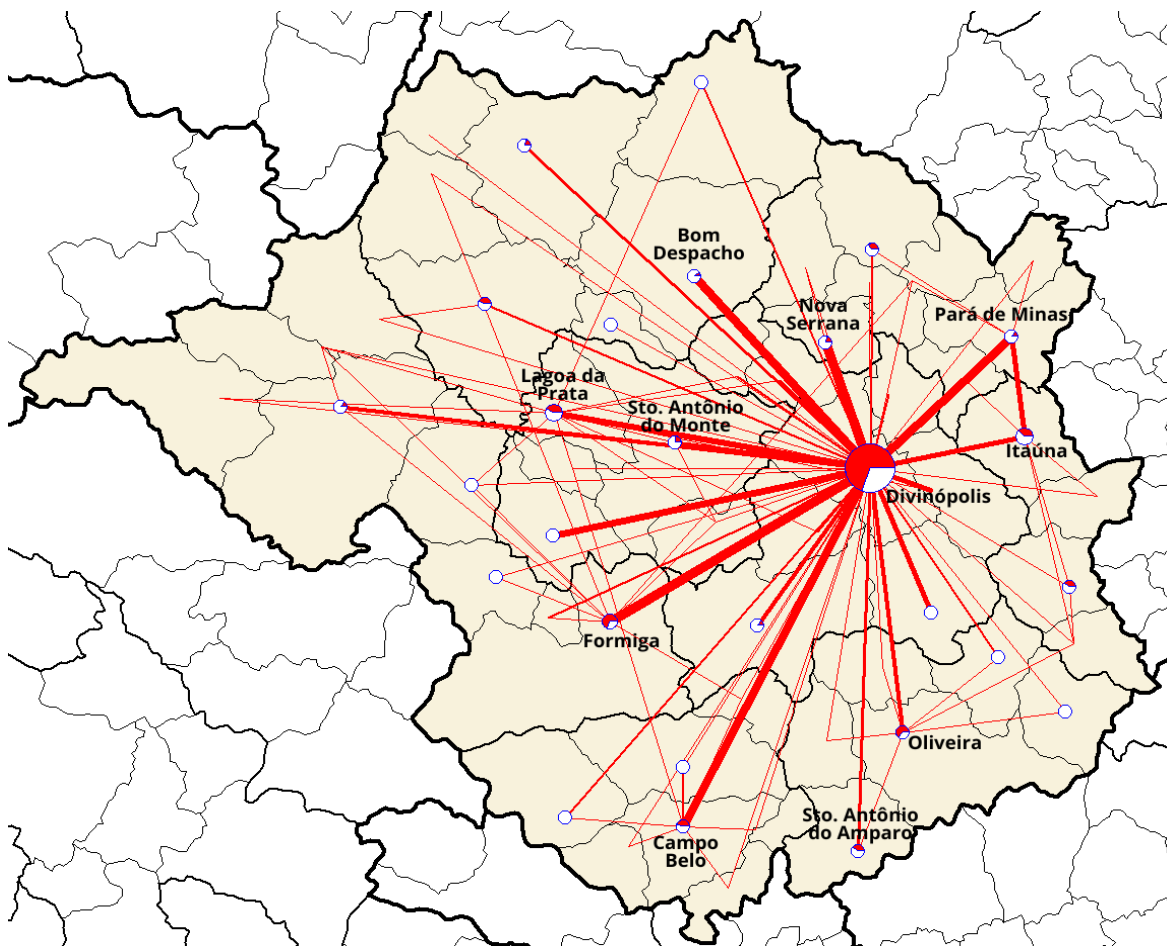 Bom
Despacho
Nova
Serrana
Pará de Minas
Lagoa da
Prata
Sto. Antônio
do Monte
Itaúna
Divinópolis
Formiga
Oliveira
Sto. Antônio
do Amparo
Campo
Belo